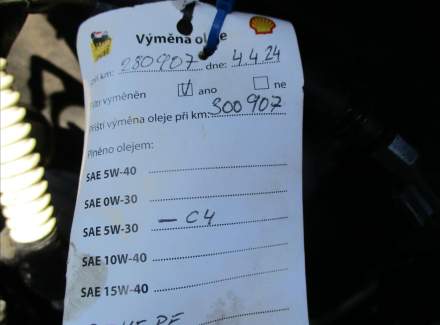 Výměna oleje
km: 280907 dne: 4.4.24
vyměněn ano ne
příští výměna oleje při km: 300907
Plněno olejem:
SAE 5W-40
SAE 0W-30
SAE 5W-30 – C4
SAE 10W-40
SAE 15W-40